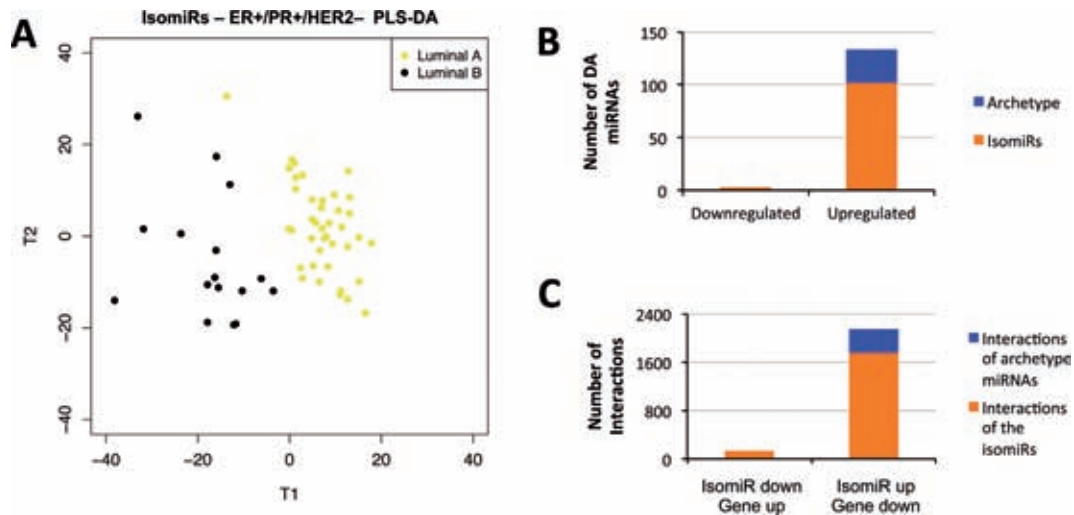 A
IsomiRs – ER+/PR+/HER2– PLS-DA
Luminal A
Luminal B
40
20
0
−20
−40
T2
−40
−20
0
20
40
T1
B
Number of DA
miRNAs
150
100
50
0
Downregulated
Upregulated
Archetype
IsomiRs
C
Number of
Interactions
2400
1600
800
0
IsomiR down
Gene up
IsomiR up
Gene down
Interactions
of archetype
miRNAs
Interactions
of the
isomiRs